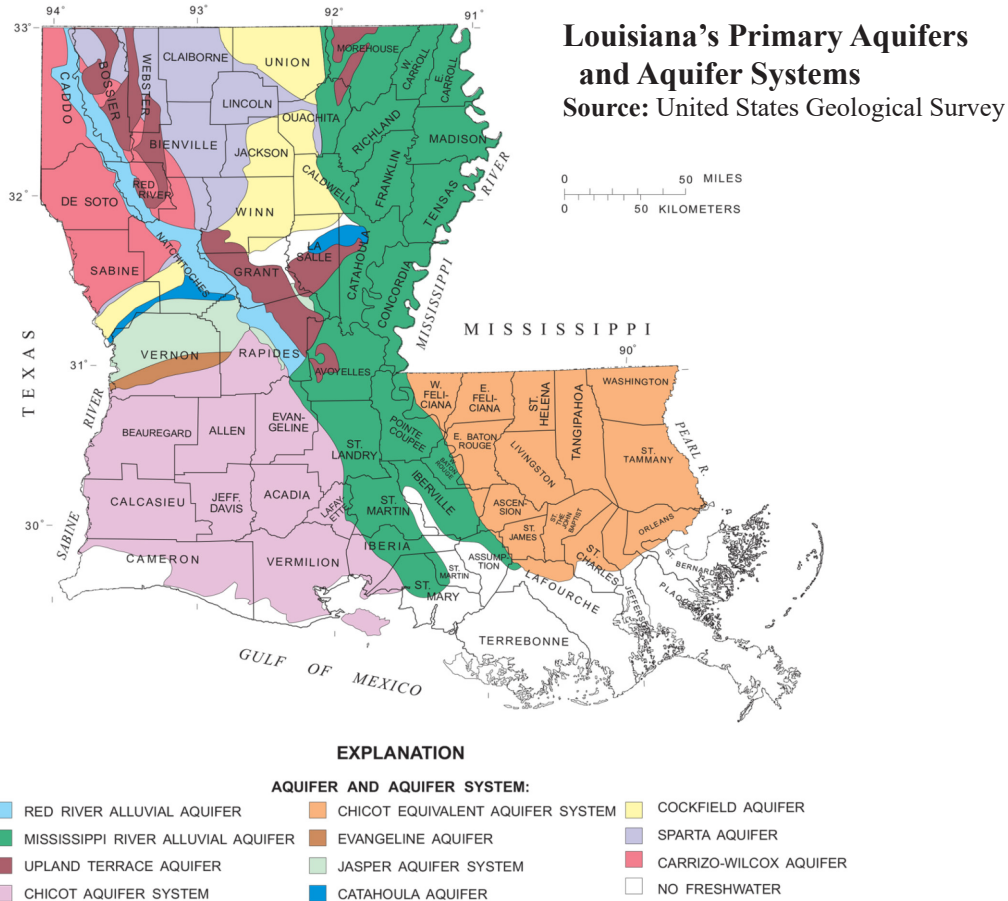 94°
93°
92°
91°
33°
Louisiana's Primary Aquifers
and Aquifer Systems
Source: United States Geological Survey
0 50 MILES
0 50 KILOMETERS
CADDO
BOSSIER
WEBSTER
CLAIBORNE
UNION
MOREHOUSE
W. CARROLL
E. CARROLL
LINCOLN
OUACHITA
RICHLAND
MADISON
BIENVILLE
JACKSON
FRANKLIN
RIVER
32°
RED
RIVER
CALDWELL
TENSAS
DE SOTO
WINN
NATCHITOCHES
LA
SALLE
CATAHOULA
CONCORDIA
MISSISSIPPI
SABINE
GRANT
MISSISSIPPI
TEXAS
31°
VERNON
RAPIDES
AVOYELLES
90°
RIVER
W.
FELI-
CIANA
E.
FELI-
CIANA
ST.
HELENA
TANGIPAHOA
WASHINGTON
BEAUREGARD
ALLEN
EVAN-
GELINE
POINTE
COUPEE
E. BATON
ROUGE
LIVINGSTON
ST.
TAMMANY
PEARL R.
ST.
LANDRY
W.
BATON
ROUGE
IBERVILLE
CALCASIEU
JEFF.
DAVIS
ACADIA
LAFAY-
ETTE
ST.
MARTIN
ASCEN-
SION
ST.
JAMES
ST.
THE
JOHN
BAPTIST
ORLEANS
30°
SABINE
CAMERON
VERMILION
IBERIA
ST.
MARTIN
ASSUMP-
TION
ST.
CHARLES
ST.
BERNARD
ST.
MARY
LAFOURCHE
JEFFERSON
TERREBONNE
GULF OF MEXICO
EXPLANATION
AQUIFER AND AQUIFER SYSTEM:
RED RIVER ALLUVIAL AQUIFER
MISSISSIPPI RIVER ALLUVIAL AQUIFER
UPLAND TERRACE AQUIFER
CHICOT AQUIFER SYSTEM
CHICOT EQUIVALENT AQUIFER SYSTEM
EVANGELINE AQUIFER
JASPER AQUIFER SYSTEM
CATAHOULA AQUIFER
COCKFIELD AQUIFER
SPARTA AQUIFER
CARRIZO-WILCOX AQUIFER
NO FRESHWATER